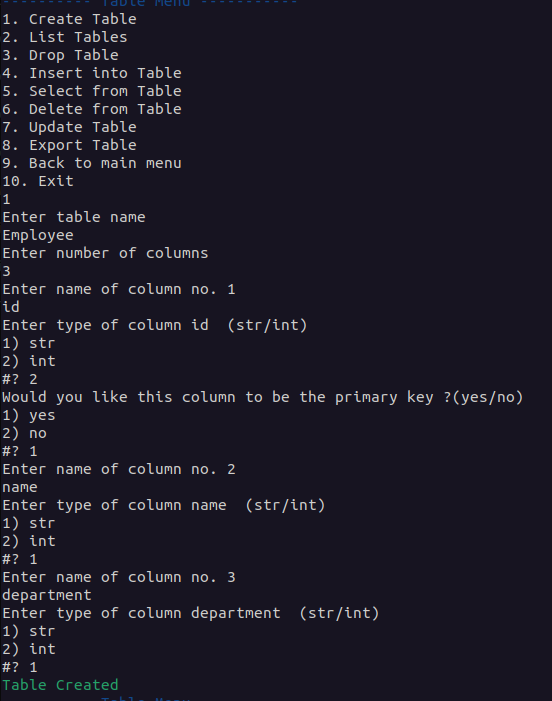 ---------- Table Menu -----------
1. Create Table
2. List Tables
3. Drop Table
4. Insert into Table
5. Select from Table
6. Delete from Table
7. Update Table
8. Export Table
9. Back to main menu
10. Exit
1
Enter table name
Employee
Enter number of columns
3
Enter name of column no. 1
id
Enter type of column id  (str/int)
1) str
2) int
#? 2
Would you like this column to be the primary key ?(yes/no)
1) yes
2) no
#? 1
Enter name of column no. 2
name
Enter type of column name  (str/int)
1) str
2) int
#? 1
Enter name of column no. 3
department
Enter type of column department  (str/int)
1) str
2) int
#? 1
Table Created
Table Menu